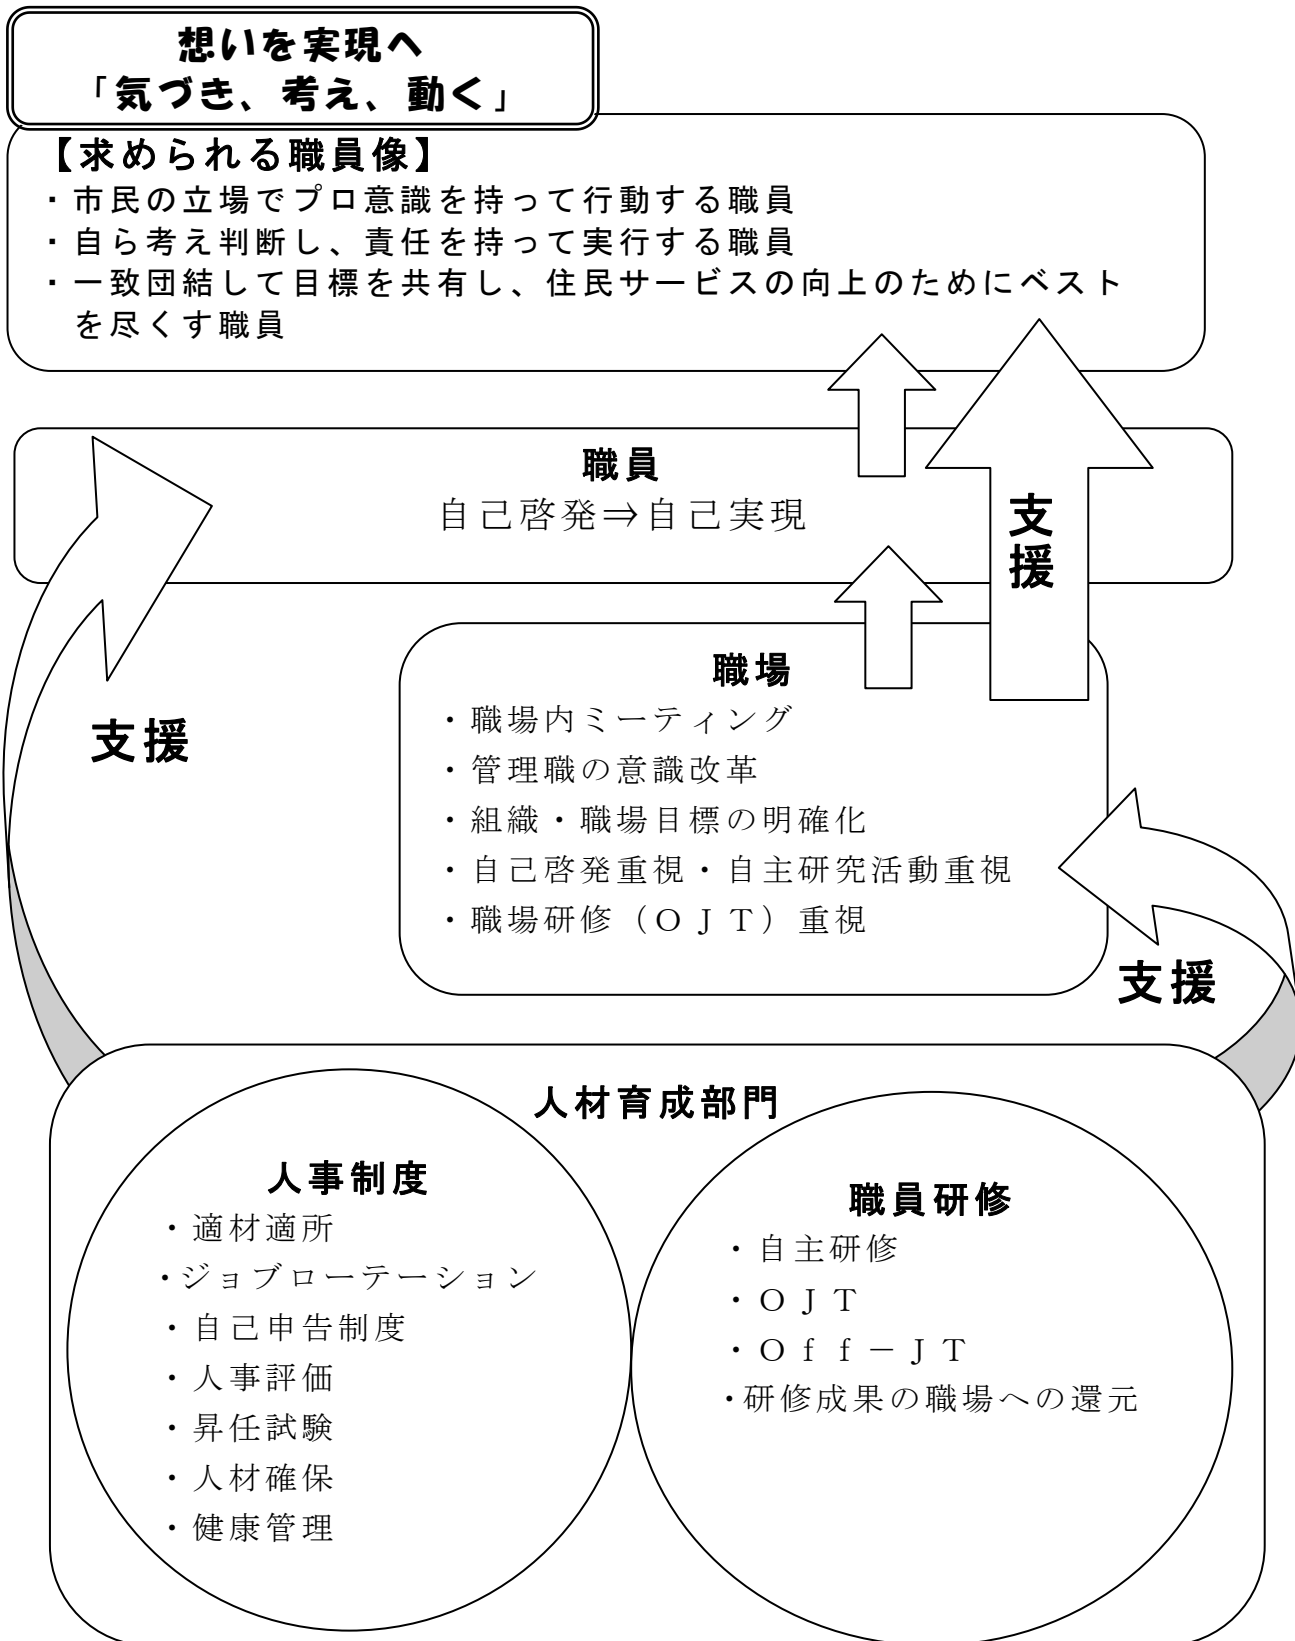 想いを実現へ
「気づき、考え、動く」
【求められる職員像】
・市民の立場でプロ意識を持って行動する職員
・自ら考え判断し、責任を持って実行する職員
・一致団結して目標を共有し、住民サービスの向上のためにベスト
を尽くす職員
職員
自己啓発⇒自己実現
支援
職場
・職場内ミーティング
・管理職の意識改革
・組織・職場目標の明確化
・自己啓発重視・自主研究活動重視
・職場研修（ＯＪＴ）重視
支援
支援
人材育成部門
人事制度
・適材適所
・ジョブローテーション
・自己申告制度
・人事評価
・昇任試験
・人材確保
・健康管理
職員研修
・自主研修
・ＯＪＴ
・Ｏｆｆ－ＪＴ
・研修成果の職場への還元